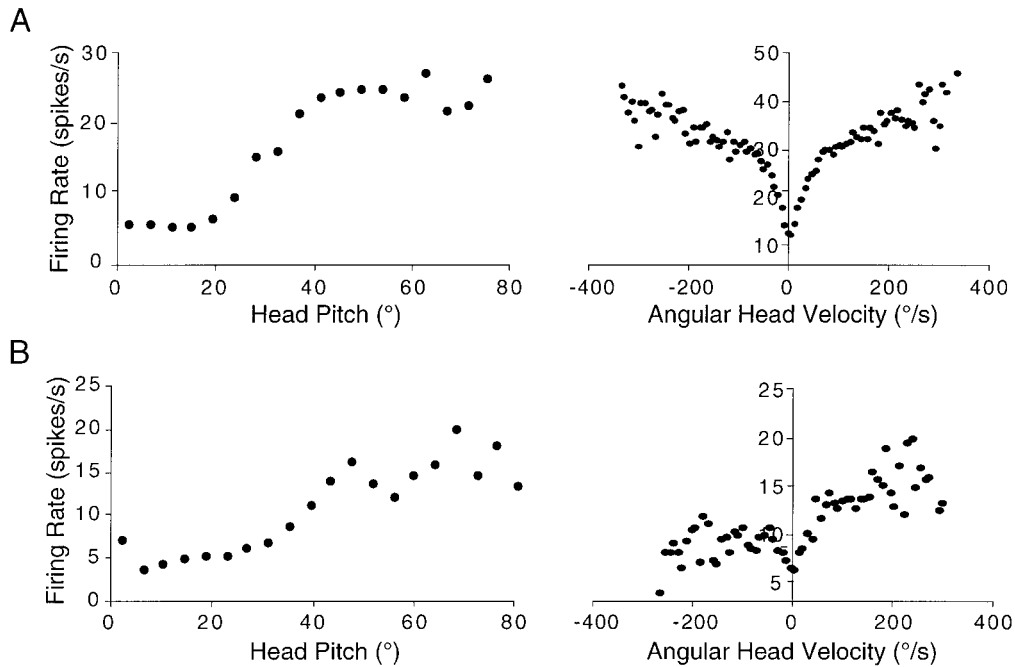 A
Firing Rate (spikes/s)
30
20
10
0
0 20 40 60 80
Head Pitch (°)
50
40
30
20
10
-400 -200 0 200 400
Angular Head Velocity (°/s)
B
Firing Rate (spikes/s)
25
20
15
10
5
0
0 20 40 60 80
Head Pitch (°)
25
20
15
10
5
-400 -200 0 200 400
Angular Head Velocity (°/s)